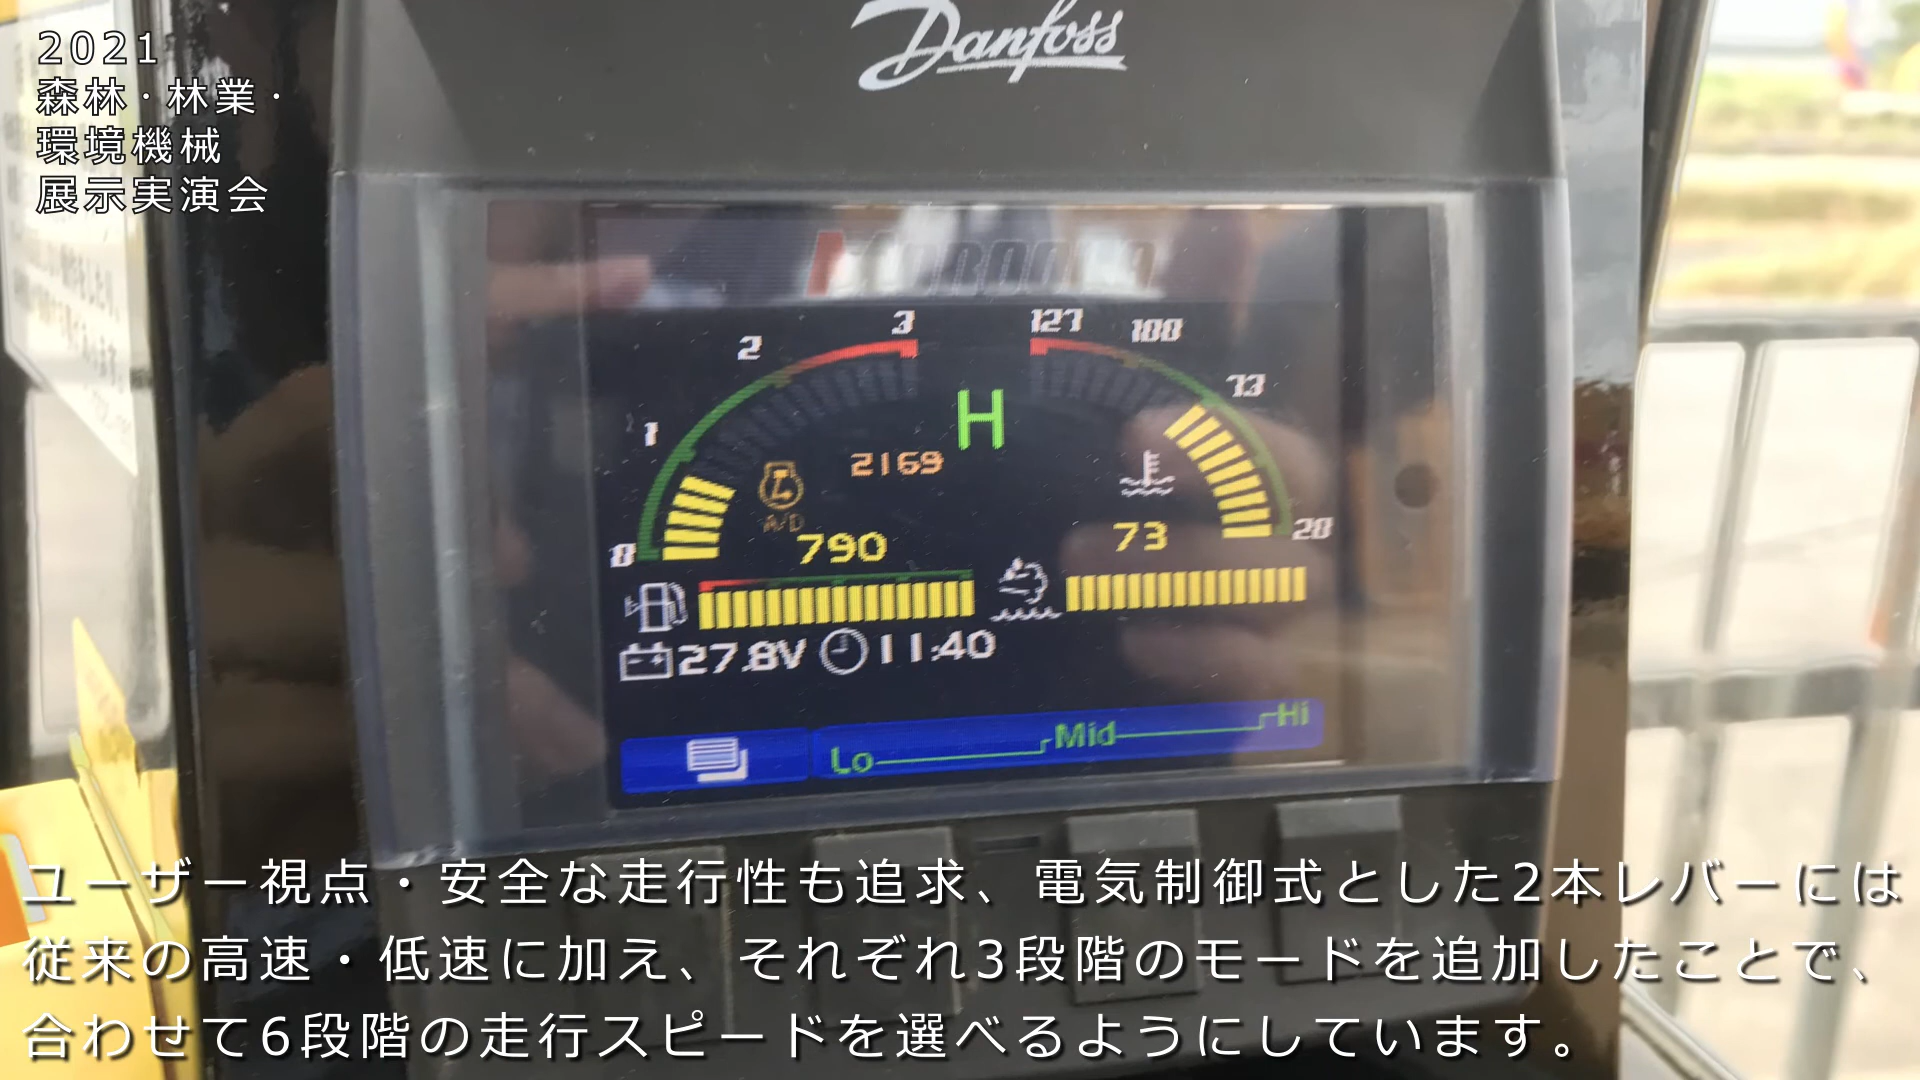 2021
森林・林業・
環境機械
展示実演会
Danfoss
3
127
100
2
73
1
H
2169
A/D
0
20
790
73
27.8V 11:40
Lo Mid Hi
ユーザー視点・安全な走行性も追求、電気制御式とした2本レバーには
従来の高速・低速に加え、それぞれ3段階のモードを追加したことで、
合わせて6段階の走行スピードを選べるようにしています。